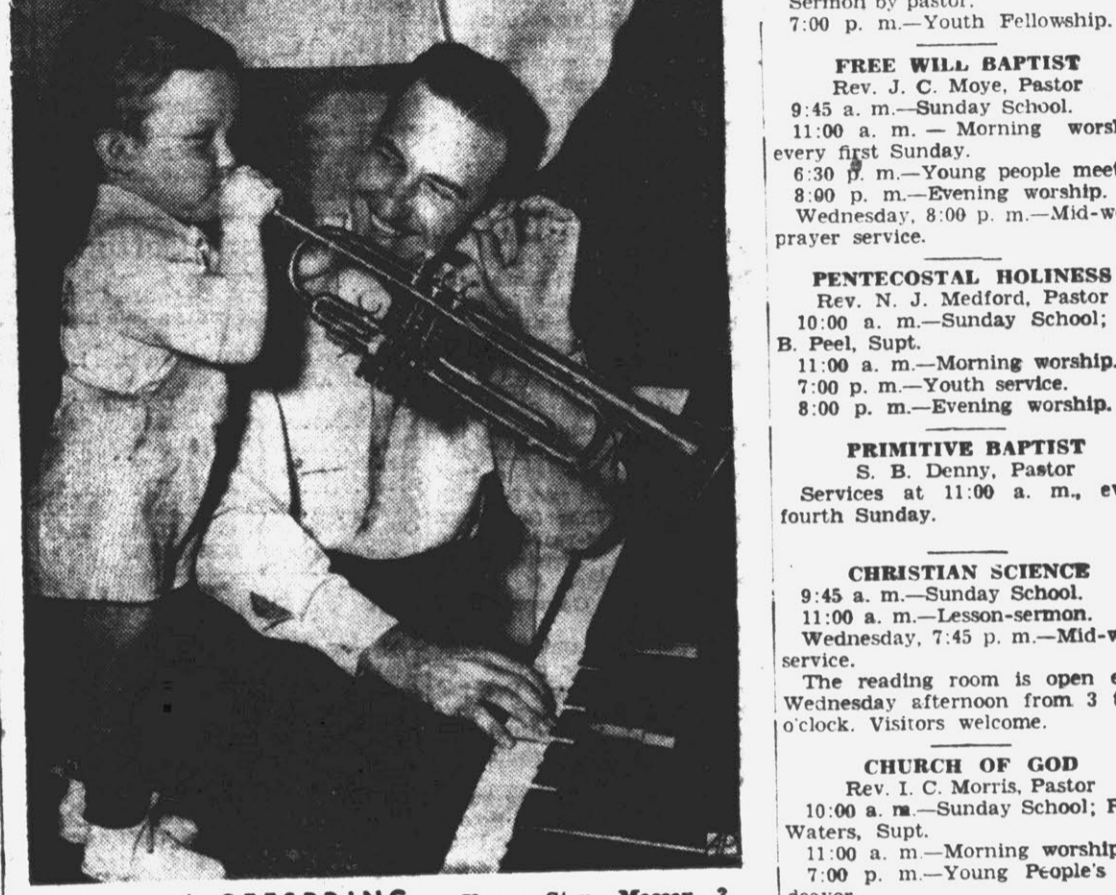 Sermon by pastor.
7:00 p. m.—Youth Fellowship.
FREE WILL BAPTIST
Rev. J. C. Moye, Pastor
9:45 a. m.—Sunday School.
11:00 a. m. — Morning
every first Sunday.
6:30 p. m.—Young people
8:00 p. m.—Evening worship.
Wednesday, 8:00 p. m.—Mid-
prayer service.
PENTECOSTAL HOLINESS
Rev. N. J. Medford, Pastor
10:00 a. m.—Sunday School;
B. Peel, Supt.
11:00 a. m.—Morning worship.
7:00 p. m.—Youth service.
8:00 p. m.—Evening worship.
PRIMITIVE BAPTIST
S. B. Denny, Pastor
Services at 11:00 a. m.,
fourth Sunday.
CHRISTIAN SCIENCE
9:45 a. m.—Sunday School.
11:00 a. m.—Lesson-sermon.
Wednesday, 7:45 p. m.—Mid-
service.
The reading room is open
Wednesday afternoon from 3
o'clock. Visitors welcome.
CHURCH OF GOD
Rev. I. C. Morris, Pastor
10:00 a. m.—Sunday School;
Waters, Supt.
11:00 a. m.—Morning worship
7:00 p. m.—Young People's